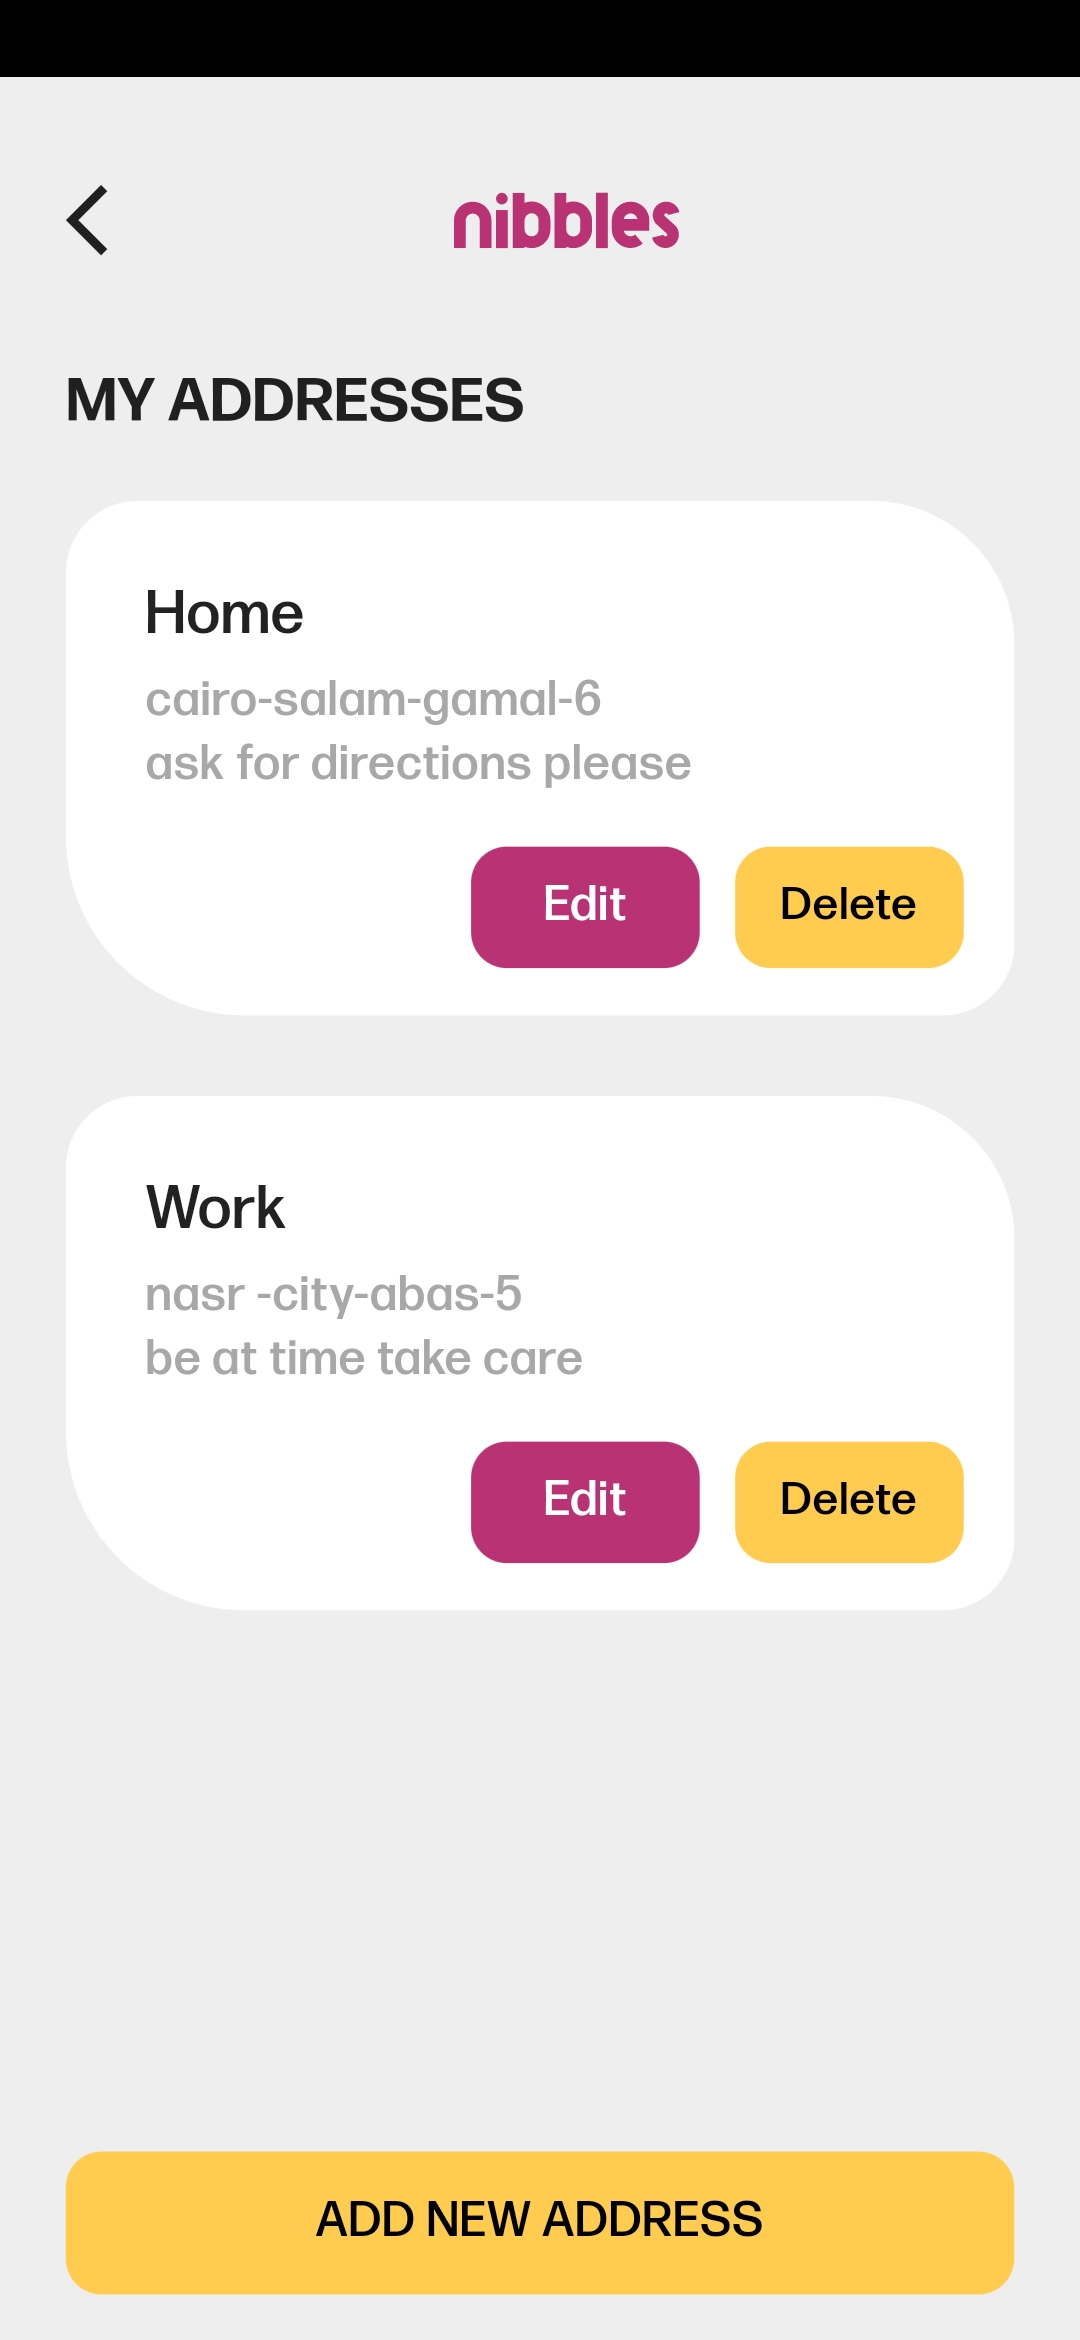 nibbles
MY ADDRESSES
Home
cairo-salam-gamal-6
ask for directions please
Edit
Delete
Work
nasr -city-abas-5
be at time take care
Edit
Delete
ADD NEW ADDRESS